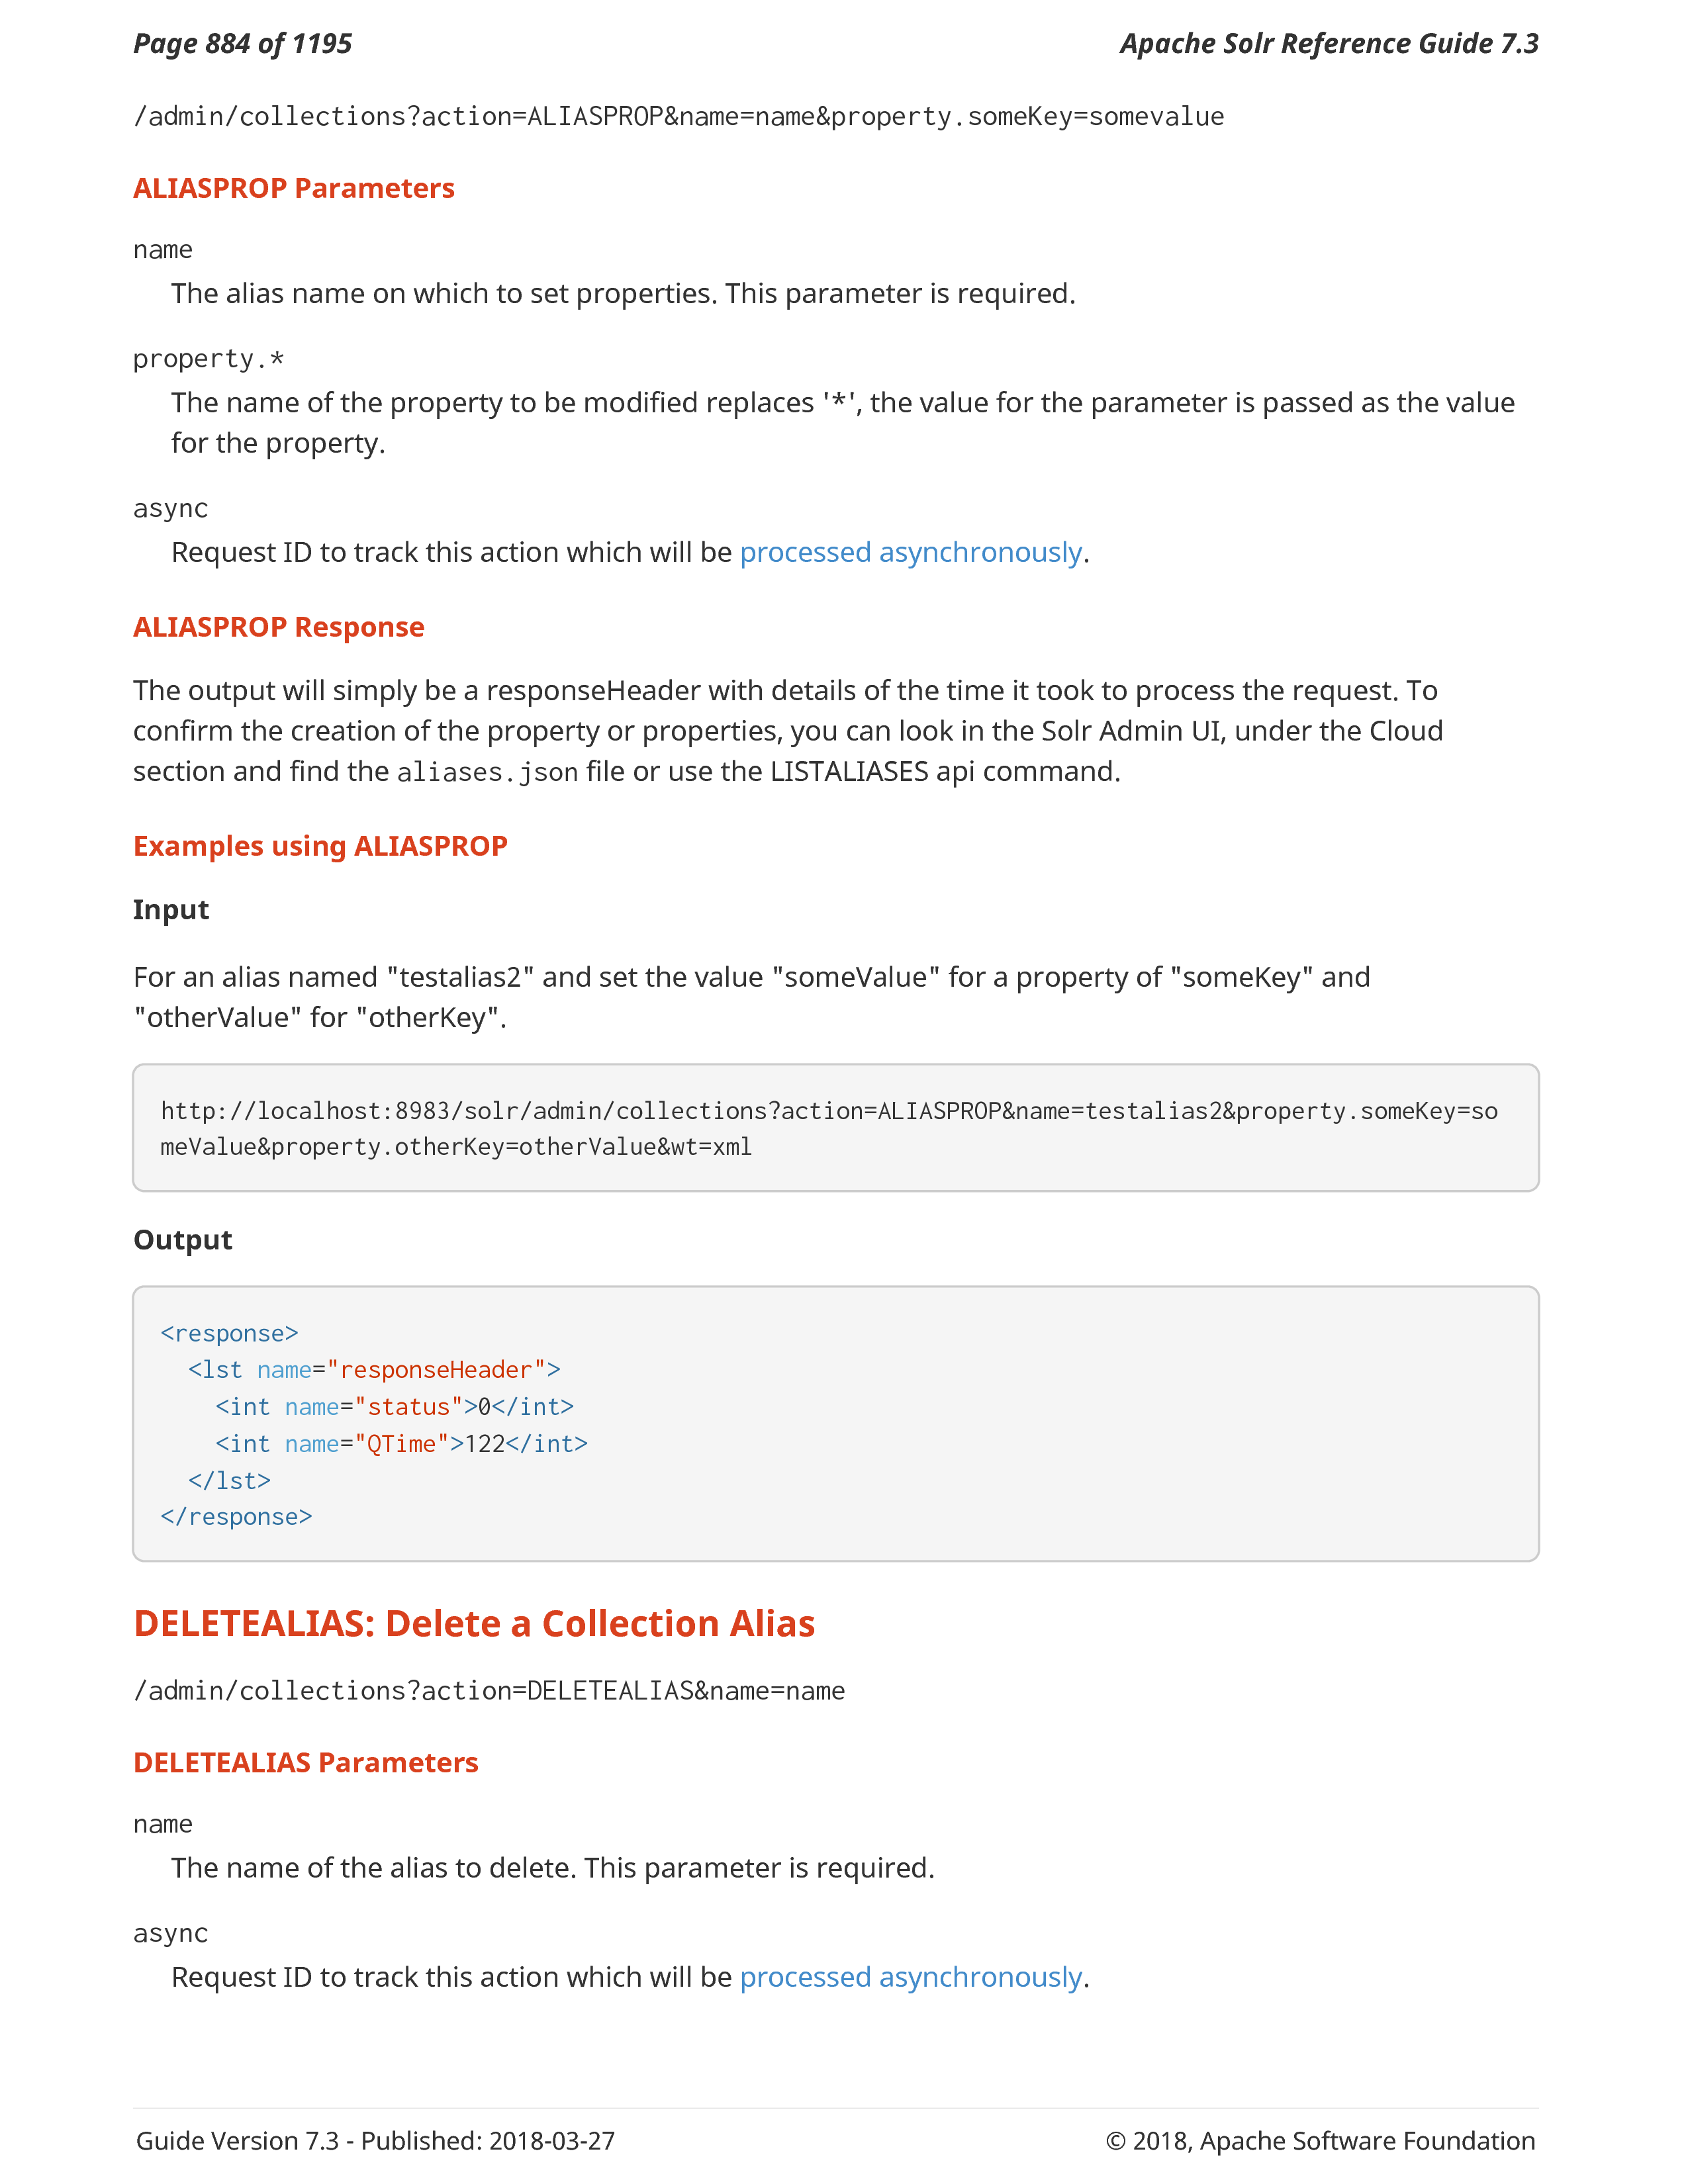 Page 884 of 1195
Apache Solr Reference Guide 7.3
/admin/collections?action=ALIASPROP&name=name&property.someKey=somevalue
ALIASPROP Parameters
name
The alias name on which to set properties. This parameter is required.
property.*
The name of the property to be modified replaces '*', the value for the parameter is passed as the value
for the property.
async
Request ID to track this action which will be processed asynchronously.
ALIASPROP Response
The output will simply be a responseHeader with details of the time it took to process the request. To
confirm the creation of the property or properties, you can look in the Solr Admin UI, under the Cloud
section and find the aliases.json file or use the LISTALIASES api command.
Examples using ALIASPROP
Input
For an alias named "testalias2" and set the value "someValue" for a property of "someKey" and
"otherValue" for "otherKey".
http://localhost:8983/solr/admin/collections?action=ALIASPROP&name=testalias2&property.someKey=so
meValue&property.otherKey=otherValue&wt=xml
Output
<response>
  <lst name="responseHeader">
    <int name="status">0</int>
    <int name="QTime">122</int>
  </lst>
</response>
DELETEALIAS: Delete a Collection Alias
/admin/collections?action=DELETEALIAS&name=name
DELETEALIAS Parameters
name
The name of the alias to delete. This parameter is required.
async
Request ID to track this action which will be processed asynchronously.
Guide Version 7.3 - Published: 2018-03-27
© 2018, Apache Software Foundation